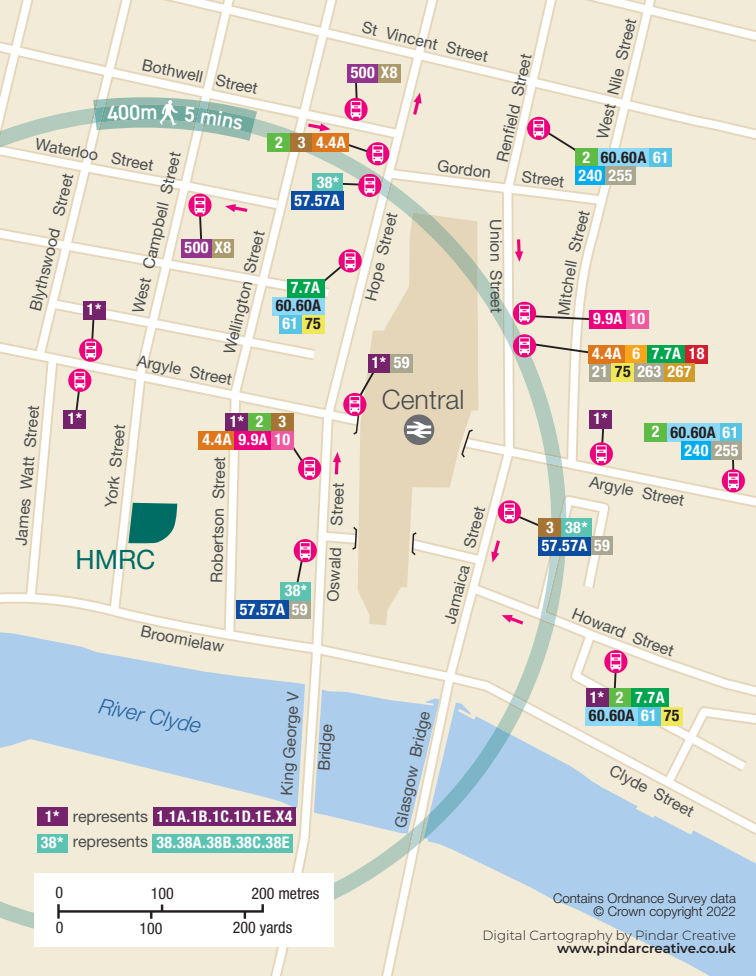 St Vincent Street
Bothwell Street
Renfield Street
West Nile Street
500 X8
400m 5 mins
2 3 4.4A
Waterloo Street
Gordon Street
2 60.60A 61
240 255
38*
57.57A
Blythswood Street
West Campbell Street
500 X8
Wellington Street
Hope Street
Union Street
Mitchell Street
7.7A
60.60A
61 75
1*
9.9A 10
4.4A 6 7.7A 18
21 75 263 267
Argyle Street
1* 59
Central
1*
1* 2 3
4.4A 9.9A 10
1*
2 60.60A 61
240 255
James Watt Street
York Street
Robertson Street
Oswald Street
Jamaica Street
Argyle Street
3 38*
57.57A 59
HMRC
38*
57.57A 59
Broomielaw
Howard Street
1* 2 7.7A
60.60A 61 75
River Clyde
King George V Bridge
Glasgow Bridge
Clyde Street
1* represents 1.1A.1B.1C.1D.1E.X4
38* represents 38.38A.38B.38C.38E
0 100 200 metres
0 100 200 yards
Contains Ordnance Survey data
© Crown copyright 2022
Digital Cartography by Pindar Creative
www.pindarcreative.co.uk